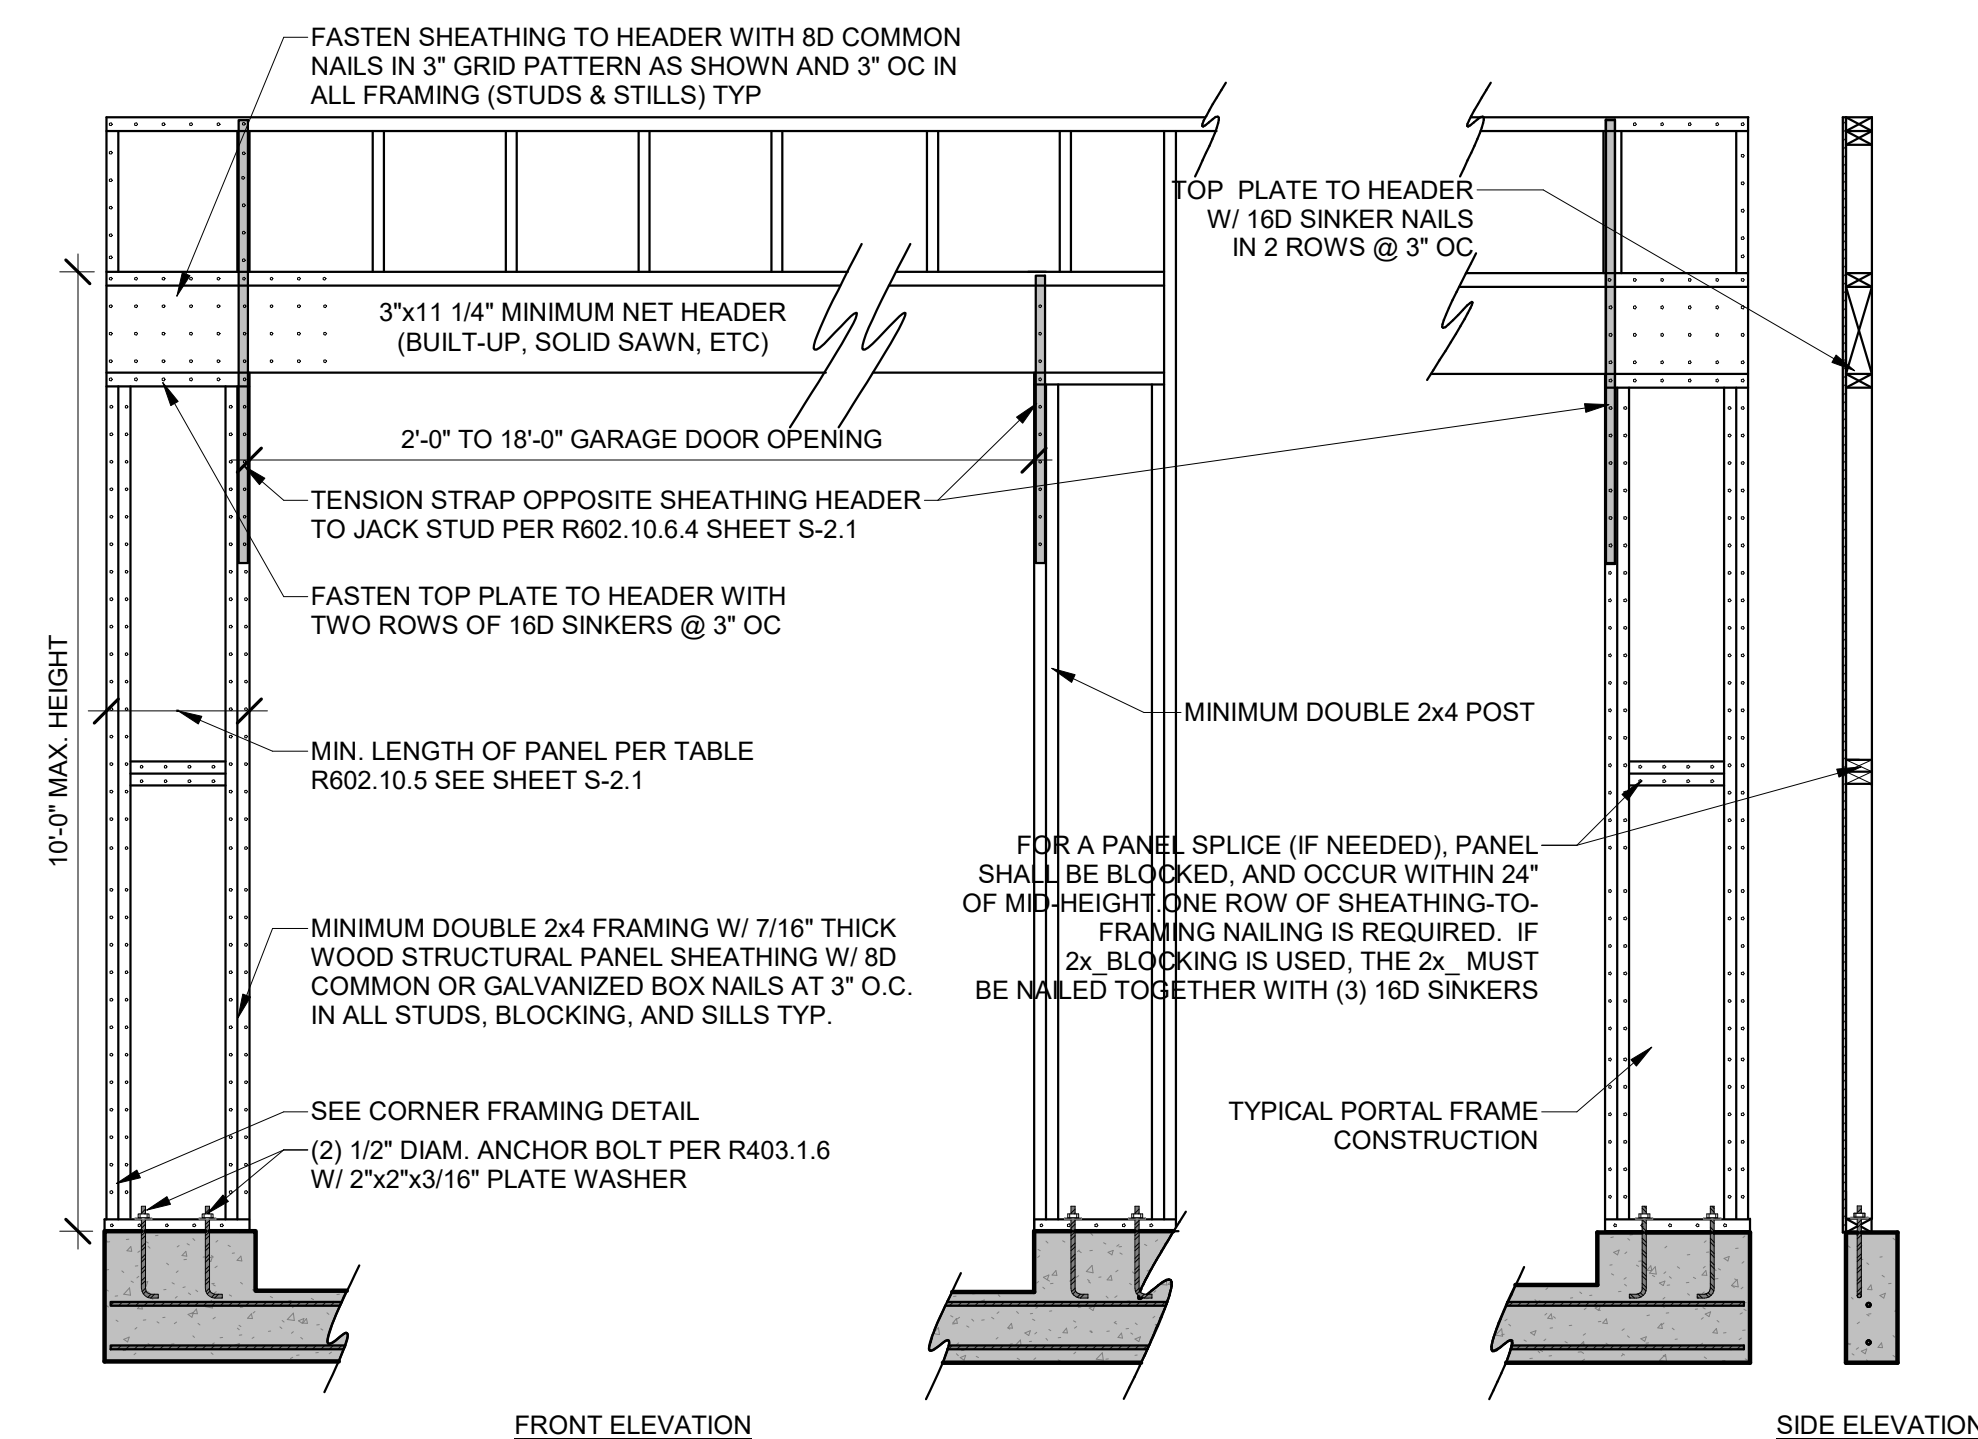 FASTEN SHEATHING TO HEADER WITH 8D COMMON
NAILS IN 3" GRID PATTERN AS SHOWN AND 3" OC IN
ALL FRAMING (STUDS & STILLS) TYP
TOP PLATE TO HEADER
W/ 16D SINKER NAILS
IN 2 ROWS @ 3" OC
3"x11 1/4" MINIMUM NET HEADER
(BUILT-UP, SOLID SAWN, ETC)
2'-0" TO 18'-0" GARAGE DOOR OPENING
TENSION STRAP OPPOSITE SHEATHING HEADER
TO JACK STUD PER R602.10.6.4 SHEET S-2.1
FASTEN TOP PLATE TO HEADER WITH
TWO ROWS OF 16D SINKERS @ 3" OC
10'-0" MAX. HEIGHT
MINIMUM DOUBLE 2x4 POST
MIN. LENGTH OF PANEL PER TABLE
R602.10.5 SEE SHEET S-2.1
FOR A PANEL SPLICE (IF NEEDED), PANEL
SHALL BE BLOCKED, AND OCCUR WITHIN 24"
OF MID-HEIGHT.ONE ROW OF SHEATHING-TO-
FRAMING NAILING IS REQUIRED. IF
2x_BLOCKING IS USED, THE 2x_ MUST
BE NAILED TOGETHER WITH (3) 16D SINKERS
MINIMUM DOUBLE 2x4 FRAMING W/ 7/16" THICK
WOOD STRUCTURAL PANEL SHEATHING W/ 8D
COMMON OR GALVANIZED BOX NAILS AT 3" O.C.
IN ALL STUDS, BLOCKING, AND SILLS TYP.
SEE CORNER FRAMING DETAIL
(2) 1/2" DIAM. ANCHOR BOLT PER R403.1.6
W/ 2"x2"x3/16" PLATE WASHER
TYPICAL PORTAL FRAME
CONSTRUCTION
FRONT ELEVATION
SIDE ELEVATION